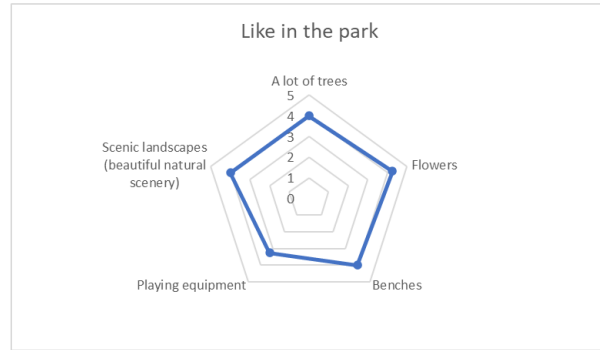 Like in the park
A lot of trees
5
4
3
2
1
0
Flowers
Benches
Playing equipment
Scenic landscapes
(beautiful natural
scenery)